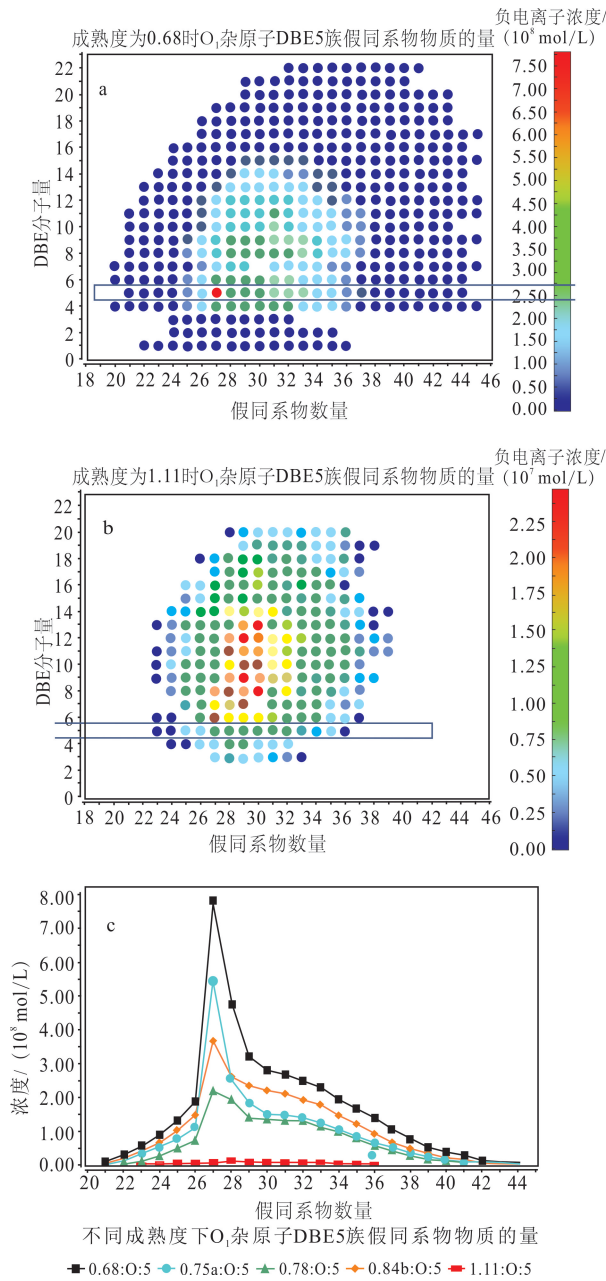 负电离子浓度/
成熟度为0.68时O₁杂原子DBE5族假同系物物质的量
(10⁸ mol/L)
a
22
20
18
16
14
12
10
8
6
4
2
0
DBE分子量
18 20 22 24 26 28 30 32 34 36 38 40 42 44 46
假同系物数量
7.50
7.00
6.50
6.00
5.50
5.00
4.50
4.00
3.50
3.00
2.50
2.00
1.50
1.00
0.50
0.00
负电离子浓度/
成熟度为1.11时O₁杂原子DBE5族假同系物物质的量
(10⁷ mol/L)
b
22
20
18
16
14
12
10
8
6
4
2
0
DBE分子量
18 20 22 24 26 28 30 32 34 36 38 40 42 44 46
假同系物数量
2.25
2.00
1.75
1.50
1.25
1.00
0.75
0.50
0.25
0.00
c
8.00
7.00
6.00
5.00
4.00
3.00
2.00
1.00
0.00
浓度/（10⁸ mol/L）
20 22 24 26 28 30 32 34 36 38 40 42 44
假同系物数量
不同成熟度下O₁杂原子DBE5族假同系物物质的量
0.68:O:5 0.75a:O:5 0.78:O:5 0.84b:O:5 1.11:O:5